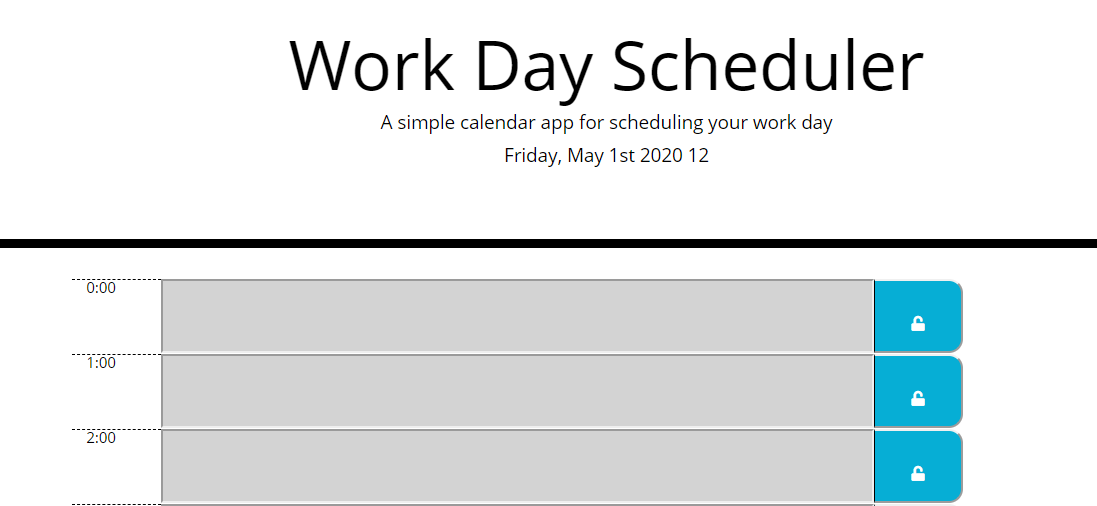 Work Day Scheduler
A simple calendar app for scheduling your work day
Friday, May 1st 2020 12
0:00
1:00
2:00